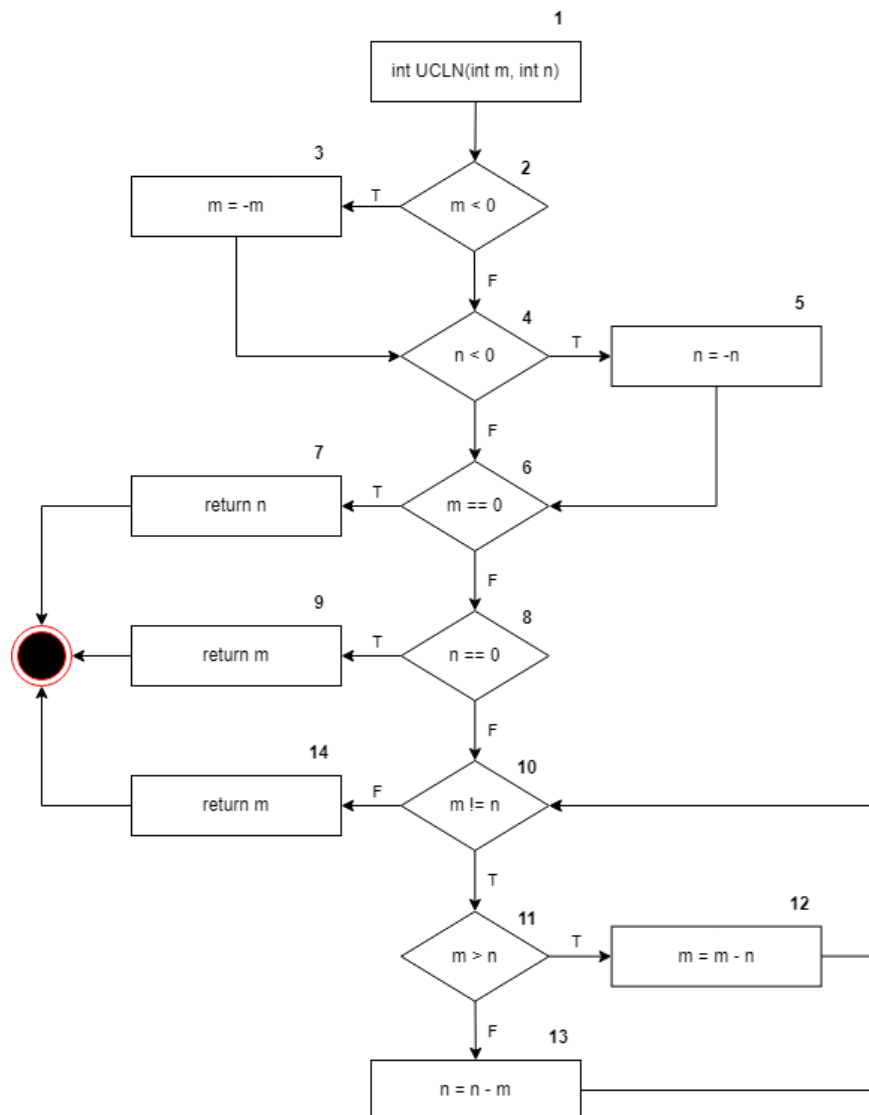 1
int UCLN(int m, int n)
3
2
m = -m
T
m < 0
F
4
5
n < 0
T
n = -n
F
7
6
return n
T
m == 0
F
9
8
return m
T
n == 0
F
14
10
return m
F
m != n
T
11
12
m > n
T
m = m - n
F
13
n = n - m